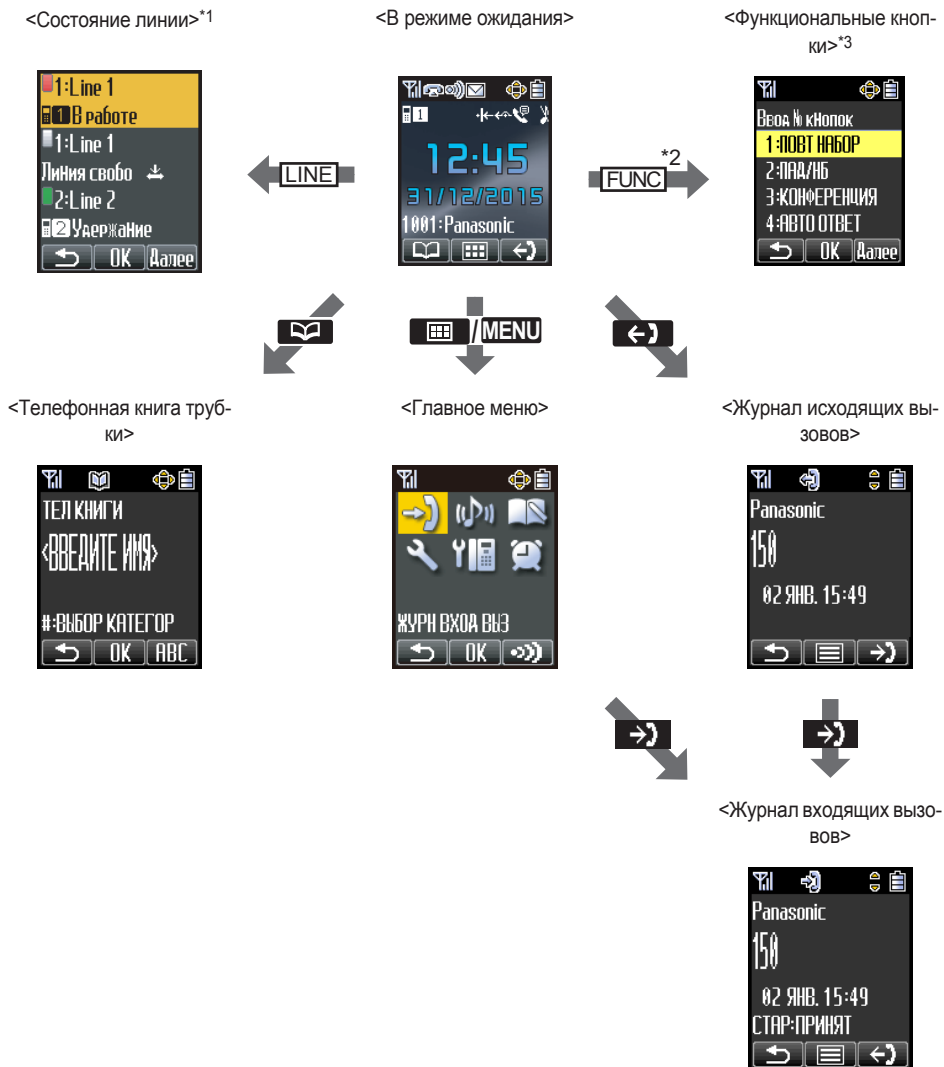 <Состояние линии>*1
<В режиме ожидания>
<Функциональные кноп-
ки>*3
1:Line 1
1 В работе
1:Line 1
Линия свобо
2:Line 2
2 Удержание
OK Далее
1
12:45
31/12/2015
1001:Panasonic
Ввод № кнопок
1:ПОВТ НАБОР
2:ПАД/НБ
3:КОНФЕРЕНЦИЯ
4:АВТО ОТВЕТ
OK Далее
LINE
*2
FUNC
/MENU
<Телефонная книга труб-
ки>
<Главное меню>
<Журнал исходящих вы-
зовов>
ТЕЛ КНИГИ
<ВВЕДИТЕ ИМЯ>
#:ВЫБОР КАТЕГОР
OK ABC
ЖУРН ВХОД ВЫЗ
OK
Panasonic
150
02 ЯНВ. 15:49
<Журнал входящих вызо-
вов>
Panasonic
150
02 ЯНВ. 15:49
СТАР:ПРИНЯТ